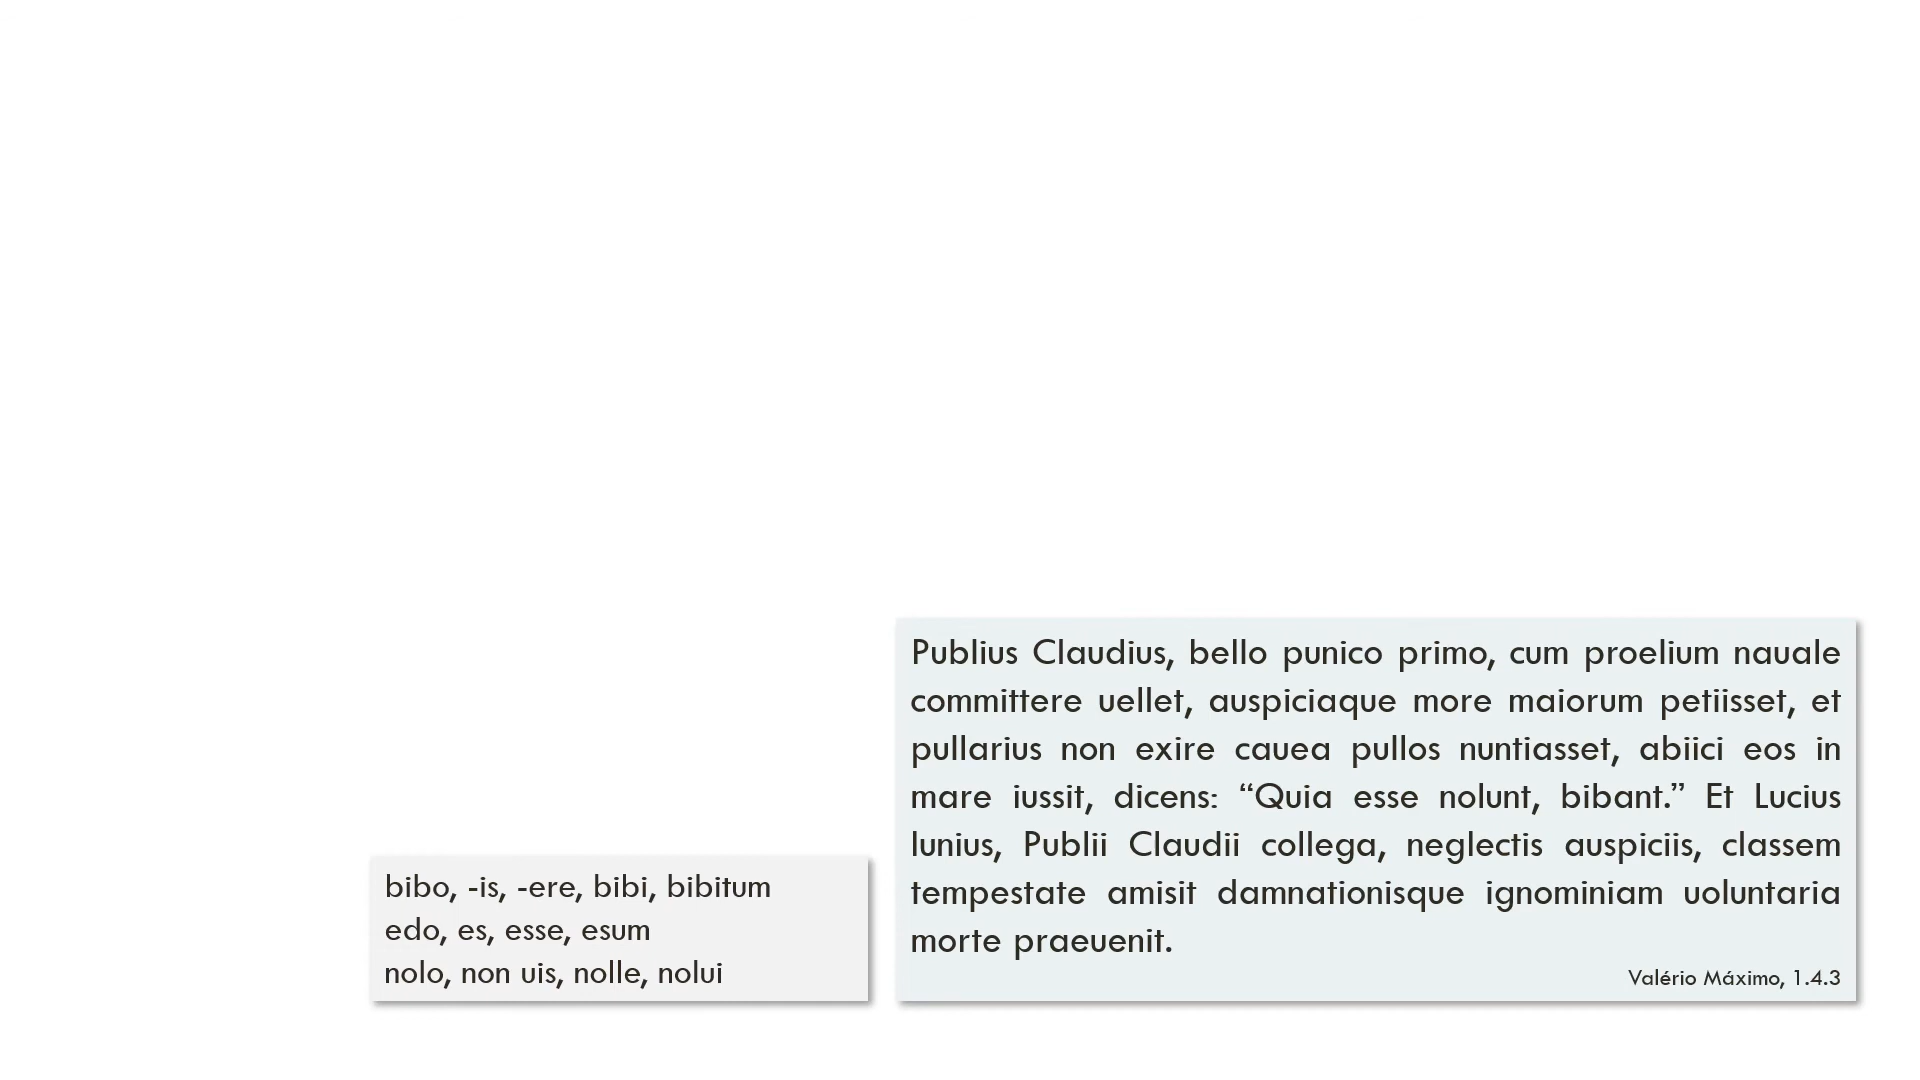 Publius Claudius, bello punico primo, cum proelium nauale
committere uellet, auspiciaque more maiorum petiisset, et
pullarius non exire cauea pullos nuntiasset, abiici eos in
mare iussit, dicens: “Quia esse nolunt, bibant.” Et Lucius
Iunius, Publii Claudii collega, neglectis auspiciis, classem
tempestate amisit damnationisque ignominiam uoluntaria
morte praeuenit.
Valério Máximo, 1.4.3
bibo, -is, -ere, bibi, bibitum
edo, es, esse, esum
nolo, non uis, nolle, nolui